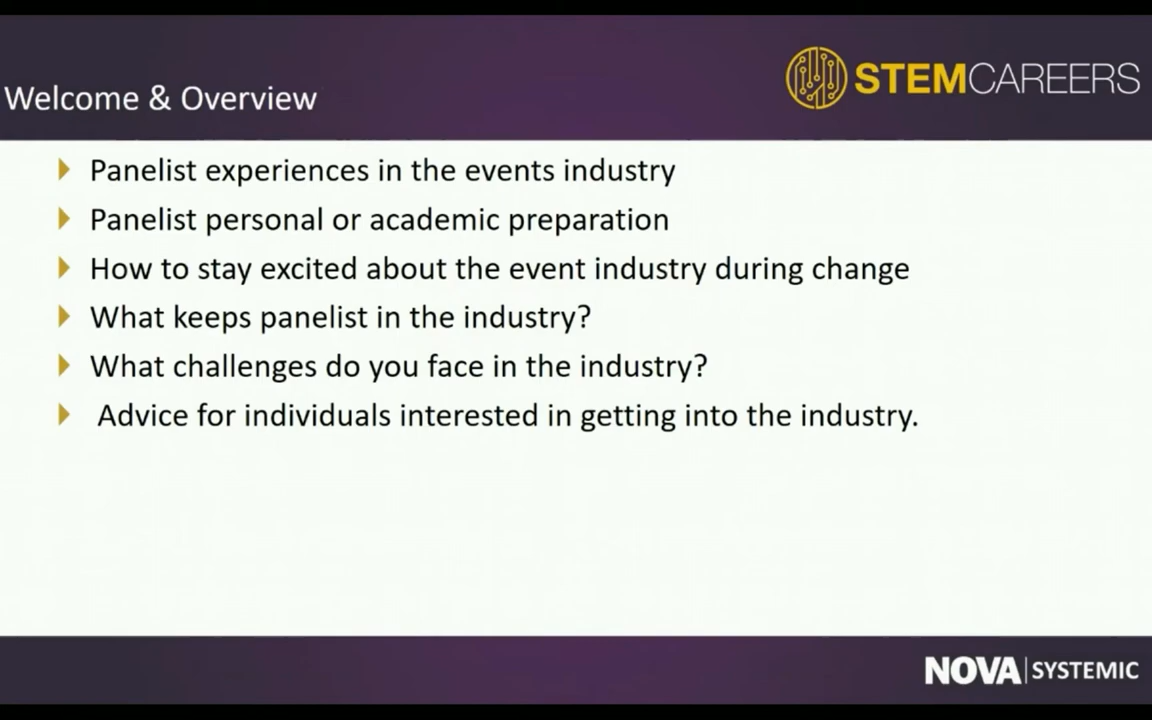 STEMCAREERS
Welcome & Overview
Panelist experiences in the events industry
Panelist personal or academic preparation
How to stay excited about the event industry during change
What keeps panelist in the industry?
What challenges do you face in the industry?
Advice for individuals interested in getting into the industry.
NOVA|SYSTEMIC